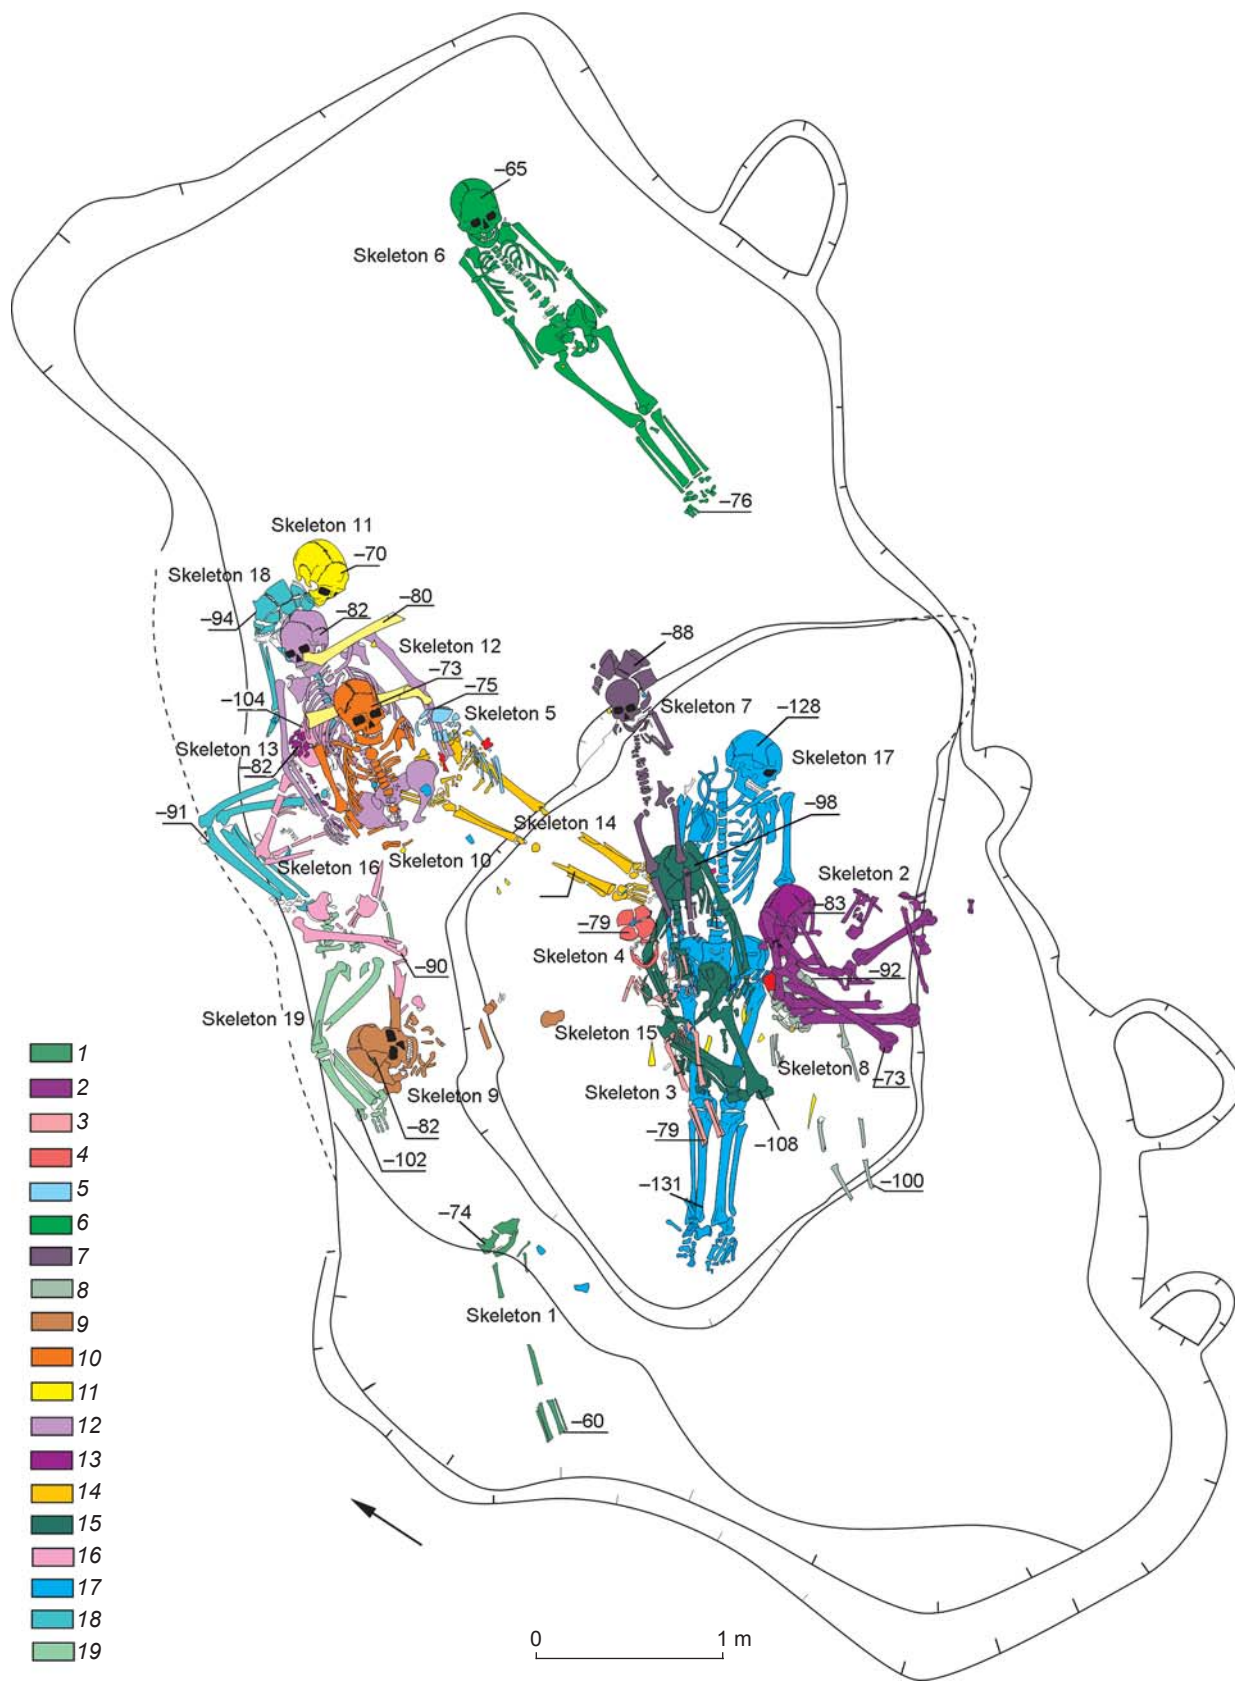 –65
Skeleton 6
–76
Skeleton 11
–70
Skeleton 18
–80
–94
–82
Skeleton 12
–88
–73
–104
–75
Skeleton 5
Skeleton 7
–128
Skeleton 13
Skeleton 17
–82
–98
–91
Skeleton 14
Skeleton 16
Skeleton 10
Skeleton 2
–83
–79
Skeleton 4
–92
–90
Skeleton 19
Skeleton 15
Skeleton 8
–73
Skeleton 9
Skeleton 3
–82
–79
–108
–102
–131
–100
–74
Skeleton 1
–60
1
2
3
4
5
6
7
8
9
10
11
12
13
14
15
16
17
18
19
0 1 m